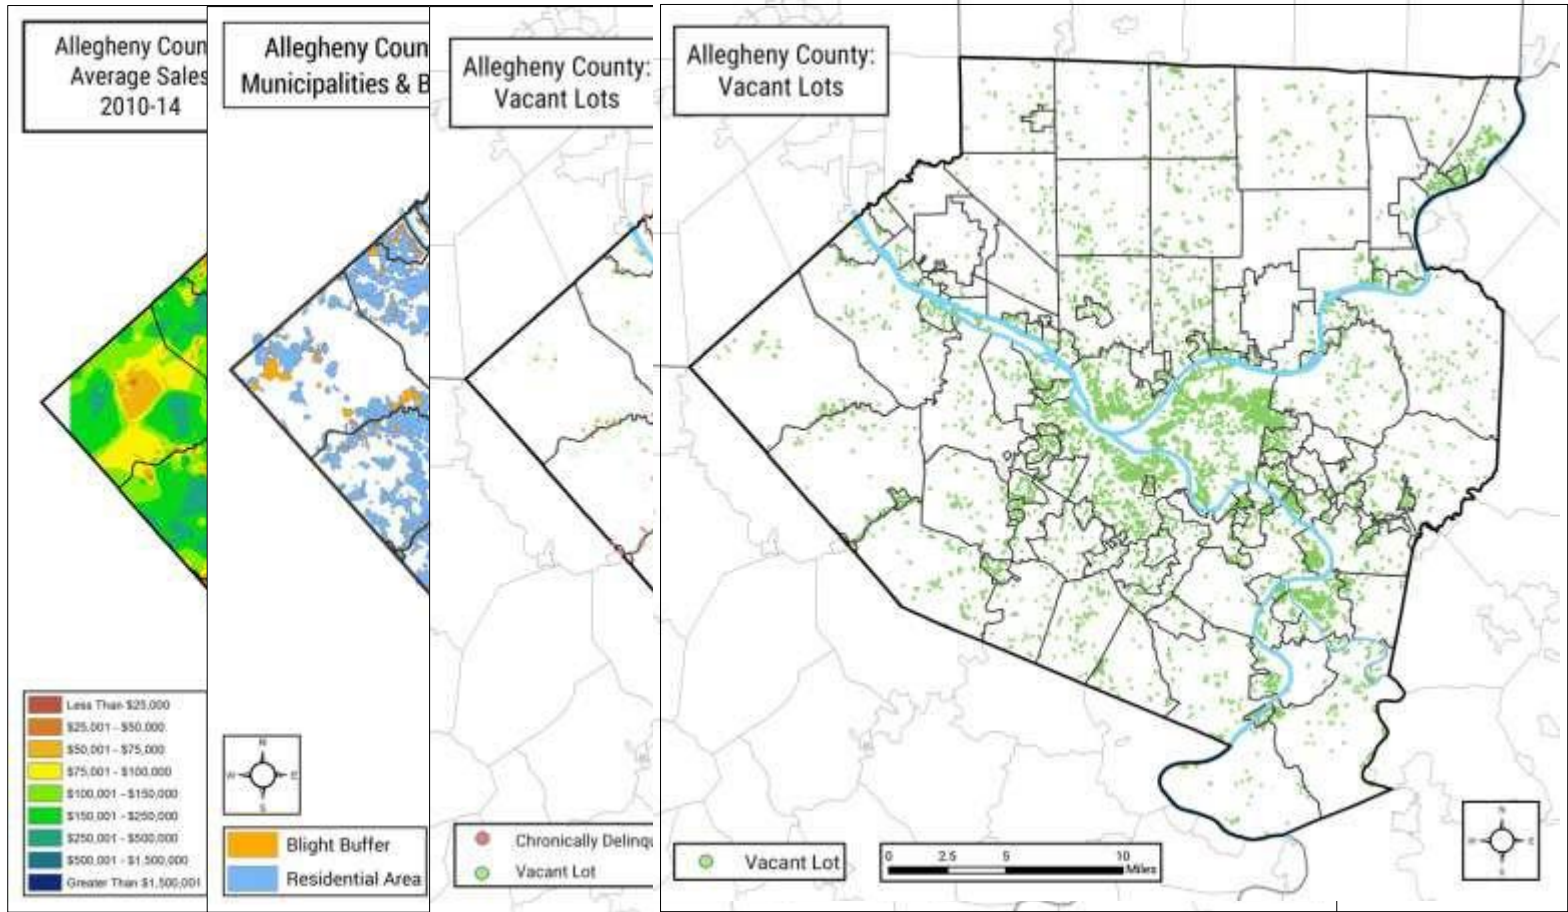 Allegheny Coun
Average Sales
2010-14
Less Than $25,000
$25,001 - $50,000
$50,001 - $75,000
$75,001 - $100,000
$100,001 - $150,000
$150,001 - $250,000
$250,001 - $500,000
$500,001 - $1,500,000
Greater Than $1,500,001
Allegheny Coun
Municipalities & B
N
W
E
S
Blight Buffer
Residential Area
Allegheny County:
Vacant Lots
Chronically Delinqu
Vacant Lot
Allegheny County:
Vacant Lots
Vacant Lot
0 2.5 5 10
Miles
N
W
E
S